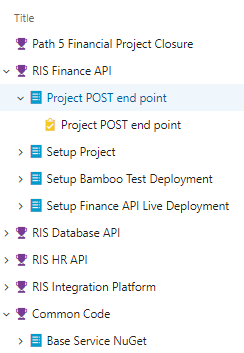 Title
Path 5 Financial Project Closure
RIS Finance API
Project POST end point
Project POST end point
Setup Project
Setup Bamboo Test Deployment
Setup Finance API Live Deployment
RIS Database API
RIS HR API
RIS Integration Platform
Common Code
Base Service NuGet